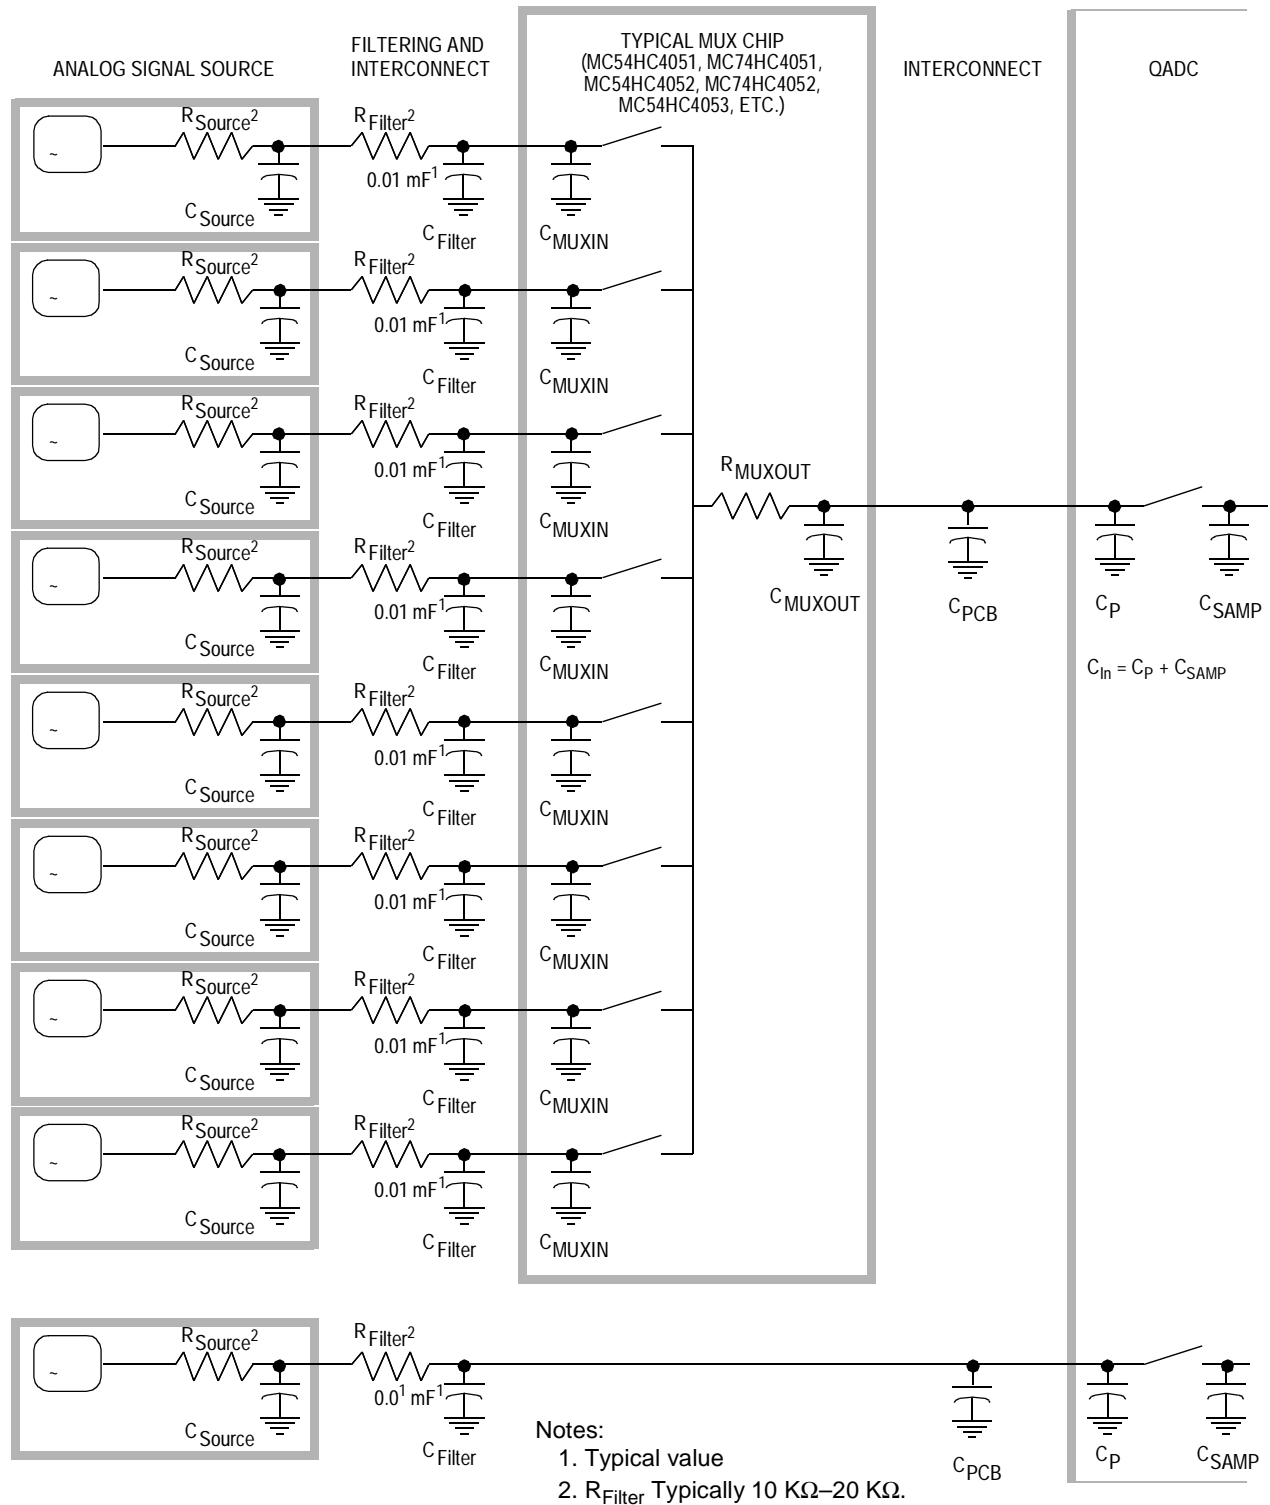 ANALOG SIGNAL SOURCE
FILTERING AND
INTERCONNECT
TYPICAL MUX CHIP
(MC54HC4051, MC74HC4051,
MC54HC4052, MC74HC4052,
MC54HC4053, ETC.)
INTERCONNECT
QADC
~
RSource2
CSource
RFilter2
0.01 mF1
CFilter
CMUXIN
~
RSource2
CSource
RFilter2
0.01 mF1
CFilter
CMUXIN
~
RSource2
CSource
RFilter2
0.01 mF1
CFilter
CMUXIN
RMUXOUT
CMUXOUT
CPCB
CP
CSAMP
CIn = CP + CSAMP
~
RSource2
CSource
RFilter2
0.01 mF1
CFilter
CMUXIN
~
RSource2
CSource
RFilter2
0.01 mF1
CFilter
CMUXIN
~
RSource2
CSource
RFilter2
0.01 mF1
CFilter
CMUXIN
~
RSource2
CSource
RFilter2
0.01 mF1
CFilter
CMUXIN
~
RSource2
CSource
RFilter2
0.01 mF1
CFilter
CMUXIN
~
RSource2
CSource
RFilter2
0.01 mF1
CFilter
CPCB
CP
CSAMP
Notes:
1. Typical value
2. RFilter Typically 10 KΩ–20 KΩ.